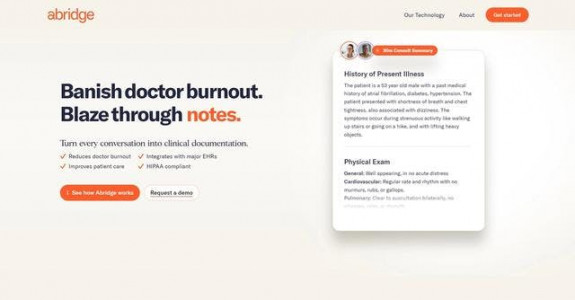 abridge
Our Technology
About
Get started
Banish doctor burnout.
Blaze through notes.
Turn every conversation into clinical documentation.
Reduces doctor burnout
Integrates with major EHRs
Improves patient care
HIPAA compliant
See how Abridge works
Request a demo
Summary
History of Present Illness
The patient is a 53 year old male with a past medical
history of atrial fibrillation, diabetes, hypertension. The
patient presented with shortness of breath and chest
tightness, also associated with dizziness. The
symptoms occur during strenuous activity like walking
up stairs or going on a hike, and with lifting heavy
objects.
Physical Exam
General: Well appearing, in no acute distress
Cardiovascular: Regular rate and rhythm with no
murmurs, rubs, or gallops.
Pulmonary: Clear to auscultation bilaterally, no